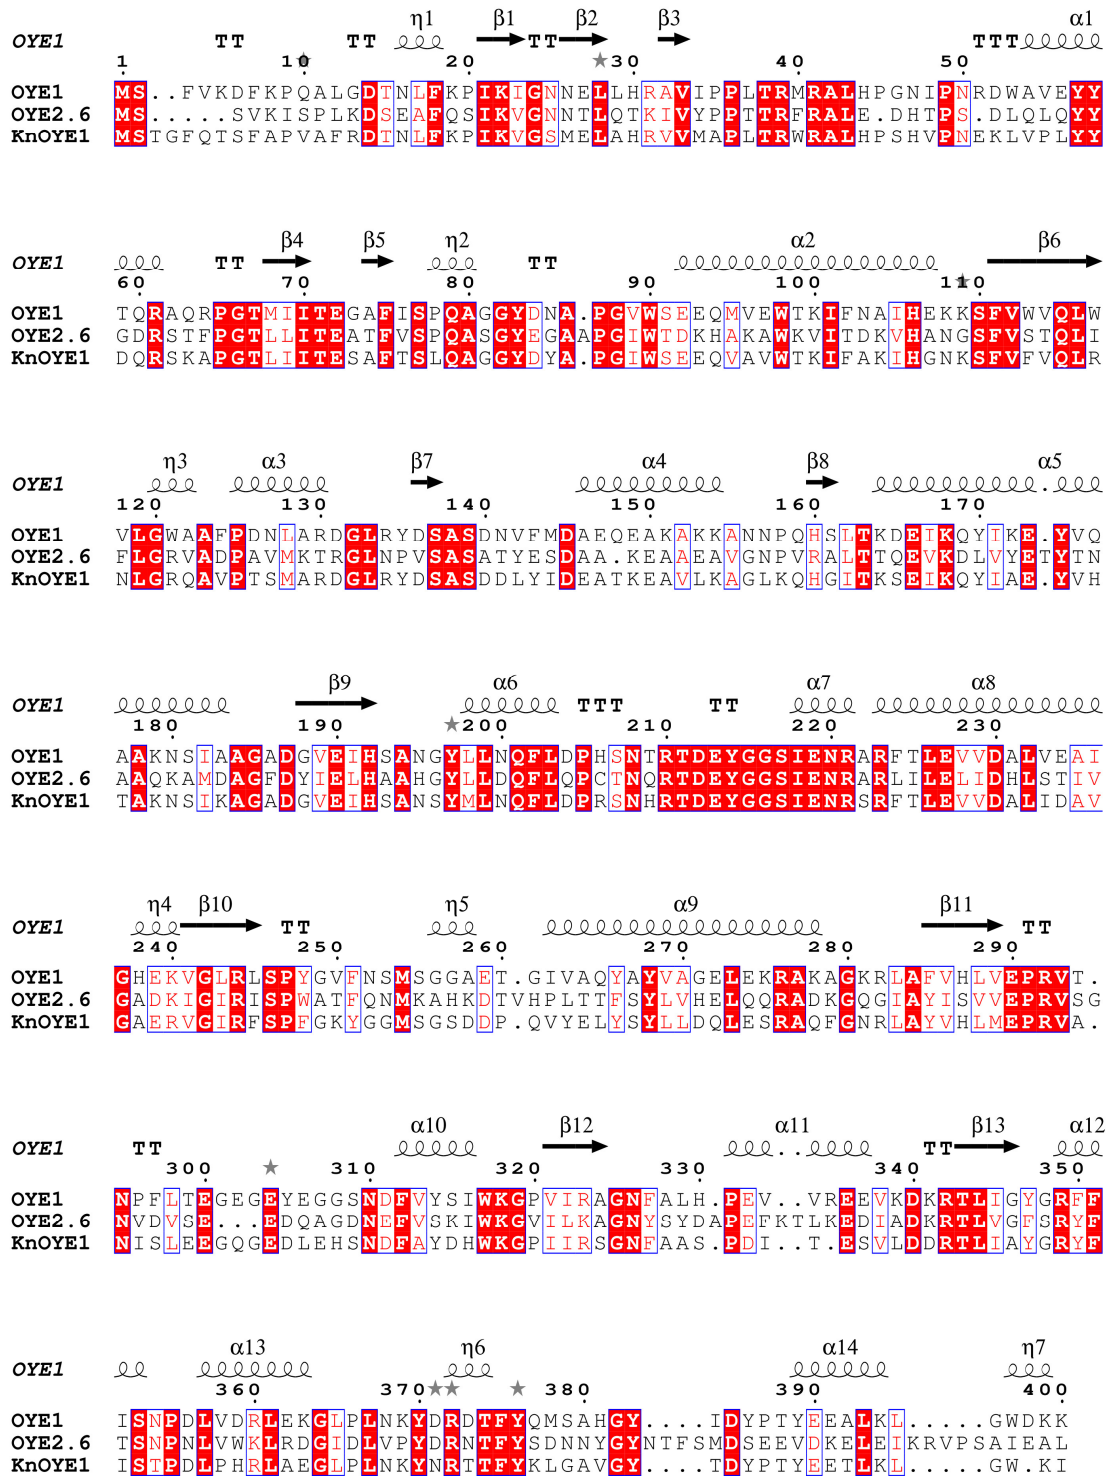 η1 β1 β2 β3 α1
OYE1 TT TT TT TTT
1 10 20 30 40 50
OYE1 MS..FVKDFKPQALGDTNLFKPIKIGNNELLHRAVIPPLTRMRALHPGNIPNRDWAVEYY
OYE2.6 MS.....SVKISPLKDSEAFQSIKVGNNTLQTKIVYPPTTRFRALE.DHTPS.DLQLQYY
KnOYE1 MSTGFQTSFAPVAFRDTNLFKPIKVGSMELAHRVVMAPLTRWRALHPSHVPNEKLVPLYY
β4 β5 η2 α2 β6
OYE1 TT TT
60 70 80 90 100 110
OYE1 TQRAQRPGTMIITEGAFISPQAGGYDNA.PGVWSEEQMVEWTKIFNAIHEKKSFVWVQLW
OYE2.6 GDRSTFPGTLLITEATFVSPQASGYEGAAPGIWTDKHAKAWKVITDKVHANGSFVSTQLI
KnOYE1 DQRSKAPGTLIITESAFTSLQAGGYDYA.PGIWSEEQVAVWTKIFAKIHGNKSFVFVQLR
η3 α3 β7 α4 β8 α5
OYE1 .
120 130 140 150 160 170
OYE1 VLGWAAFPDNLARDGLRYDSASDNVFMDAEQEAKAKKANNPQHSLTKDEIKQYIKE.YVQ
OYE2.6 FLGRVADPAVMKTRGLNPVSASATYESDAA.KEAAEAVGNPVRALTTQEVKDLVYETYTN
KnOYE1 NLGRQAVPTSMARDGLRYDSASDDLYIDEATKEAVLKAGLKQHGITKSEIKQYIAE.YVH
β9 α6 α7 α8
OYE1 TTT TT
180 190 200 210 220 230
OYE1 AAKNSIAAGADGVEIHSANGYLLNQFLDPHSNTRTDEYGGSIENRARFTLEVVDALVEAI
OYE2.6 AAQKAMDAGFDYIELHAAHGYLLNQFLQPCTNQRTDEYGGSIENRARLILELIDHLSTIV
KnOYE1 TAKNSIKAGADGVEIHSANSYMLNQFLDPRSNHRTDEYGGSIENRSRFTLEVVDALIDAV
η4 β10 η5 α9 β11
OYE1 TT TT
240 250 260 270 280 290
OYE1 GHEKVGLRLSPYGVFNSMSGGAET.GIVAQYAYVAGELEKRAKAGKRLAFVHLVEPRVT.
OYE2.6 GADKIGIRISPWATFQNMKAHKDTVHPLTTFSYLVHELQQRADKGQGIAYISVVEPRVSG
KnOYE1 GAERVGIRFSPFGKYGGMSGSDDP.QVYELYSYLLDQLESRAQFGNRLAYVHLMEPRVA.
α10 β12 α11 β13 α12
OYE1 TT .. TT
300 310 320 330 340 350
OYE1 NPFLTEGEGEYEGGSNDFVYSIWKGPVIRAGNFALH.PEV..VREEVKDKRTLIGYGRFF
OYE2.6 NVDVSE...EDQAGDNEFVSKIWKGVILKAGNYSYDAPEFKTLKEDIADKRTLVGFSRYF
KnOYE1 NISLEEGQGEDLEHSNDFAYDHWKGPIIRSGNFAAS.PDI..T.ESVLDDRTLIAYGRYF
α13 η6 α14 η7
OYE1
360 370 380 390 400
OYE1 ISNPDLVDRLEKGLPLNKYDRDTFYQMSAHGY....IDYPTYEEALKL.....GWDKK
OYE2.6 TSNPNLVWKLRDGIDLVPYDRNTFYSDNNYGYNTFSMDSEEVDKELEIKRVPSAIEAL
KnOYE1 ISTPDLPHRLAEGLPLNKYNRTTFYKLGAVGY....TDYPTYEETLKL.....GW.KI